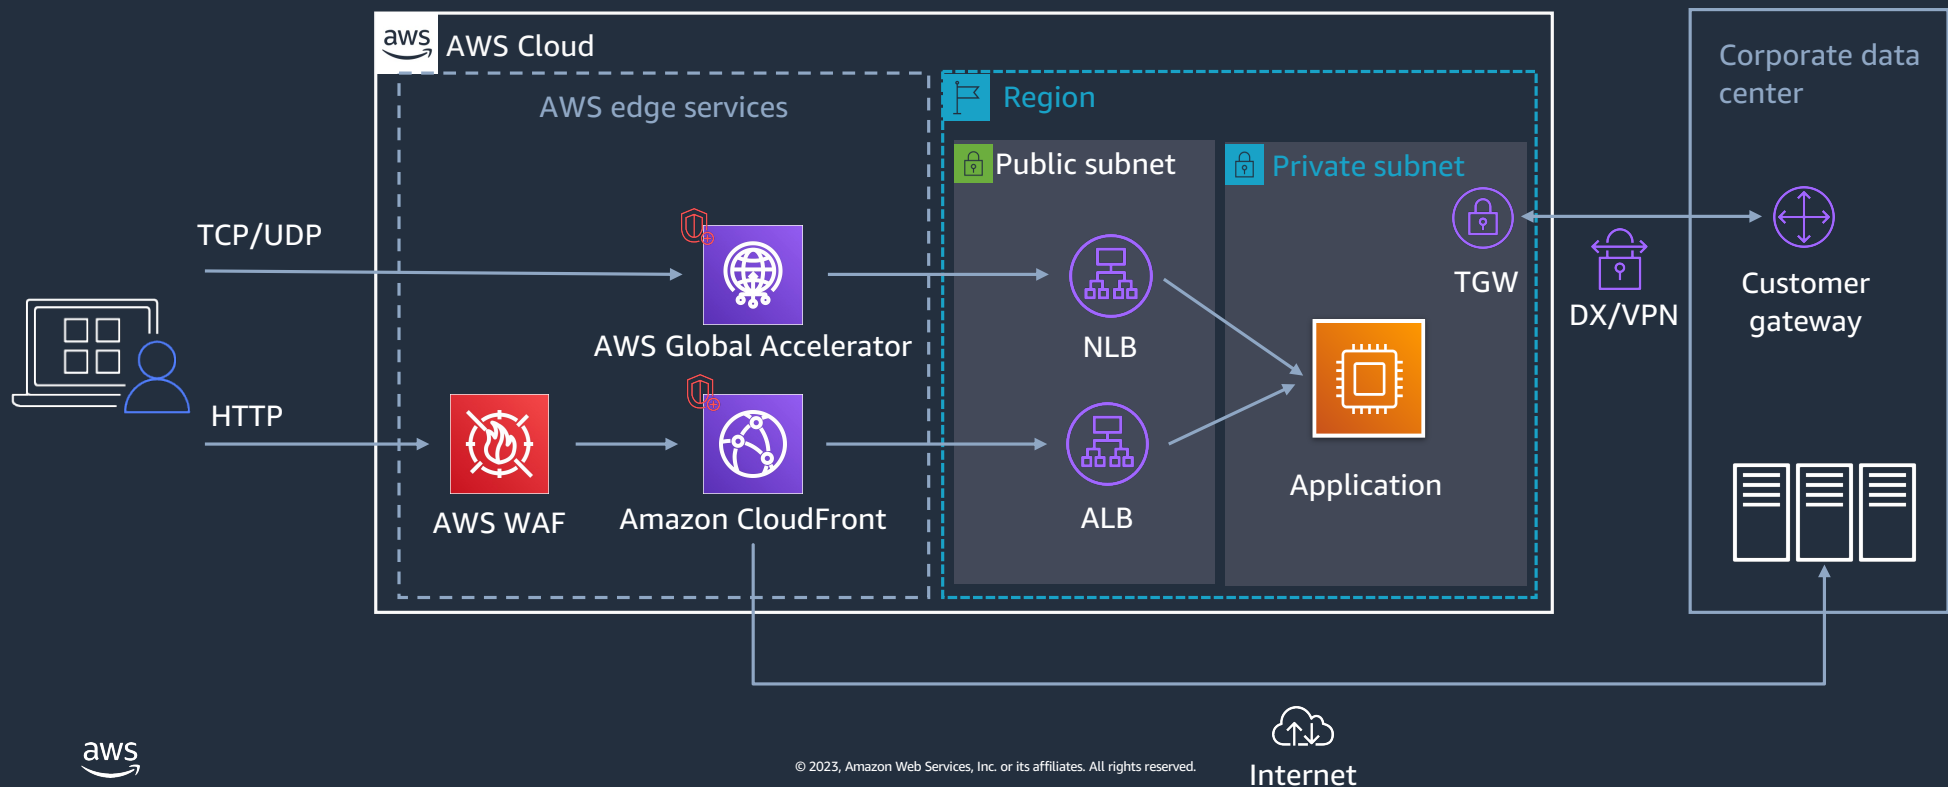 aws
AWS Cloud
AWS edge services
Region
Public subnet
Private subnet
Corporate data
center
TCP/UDP
HTTP
AWS Global Accelerator
AWS WAF
Amazon CloudFront
NLB
ALB
Application
TGW
DX/VPN
Customer
gateway
Internet
aws
© 2023, Amazon Web Services, Inc. or its affiliates. All rights reserved.